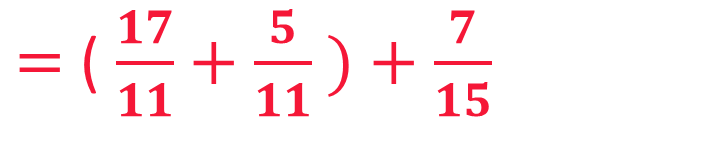 = (17/11 + 5/11) + 7/15